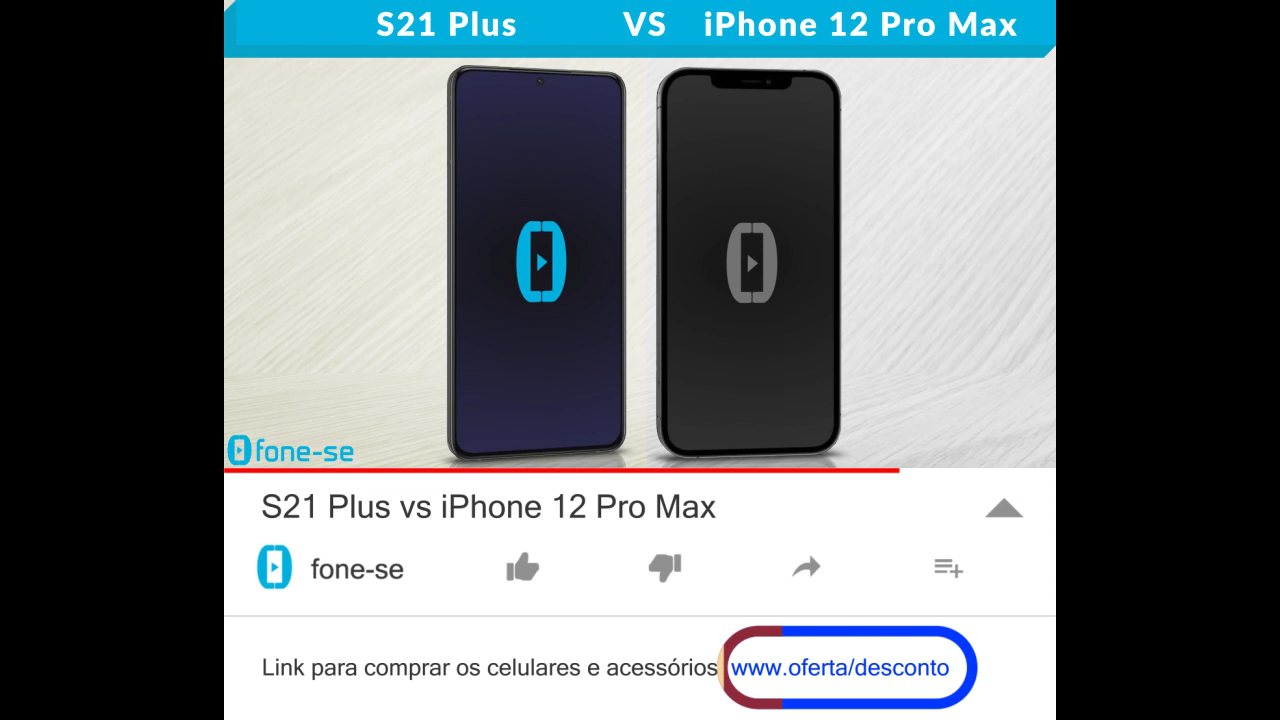 S21 Plus VS iPhone 12 Pro Max
fone-se
S21 Plus vs iPhone 12 Pro Max
fone-se
Link para comprar os celulares e acessórios www.oferta/desconto